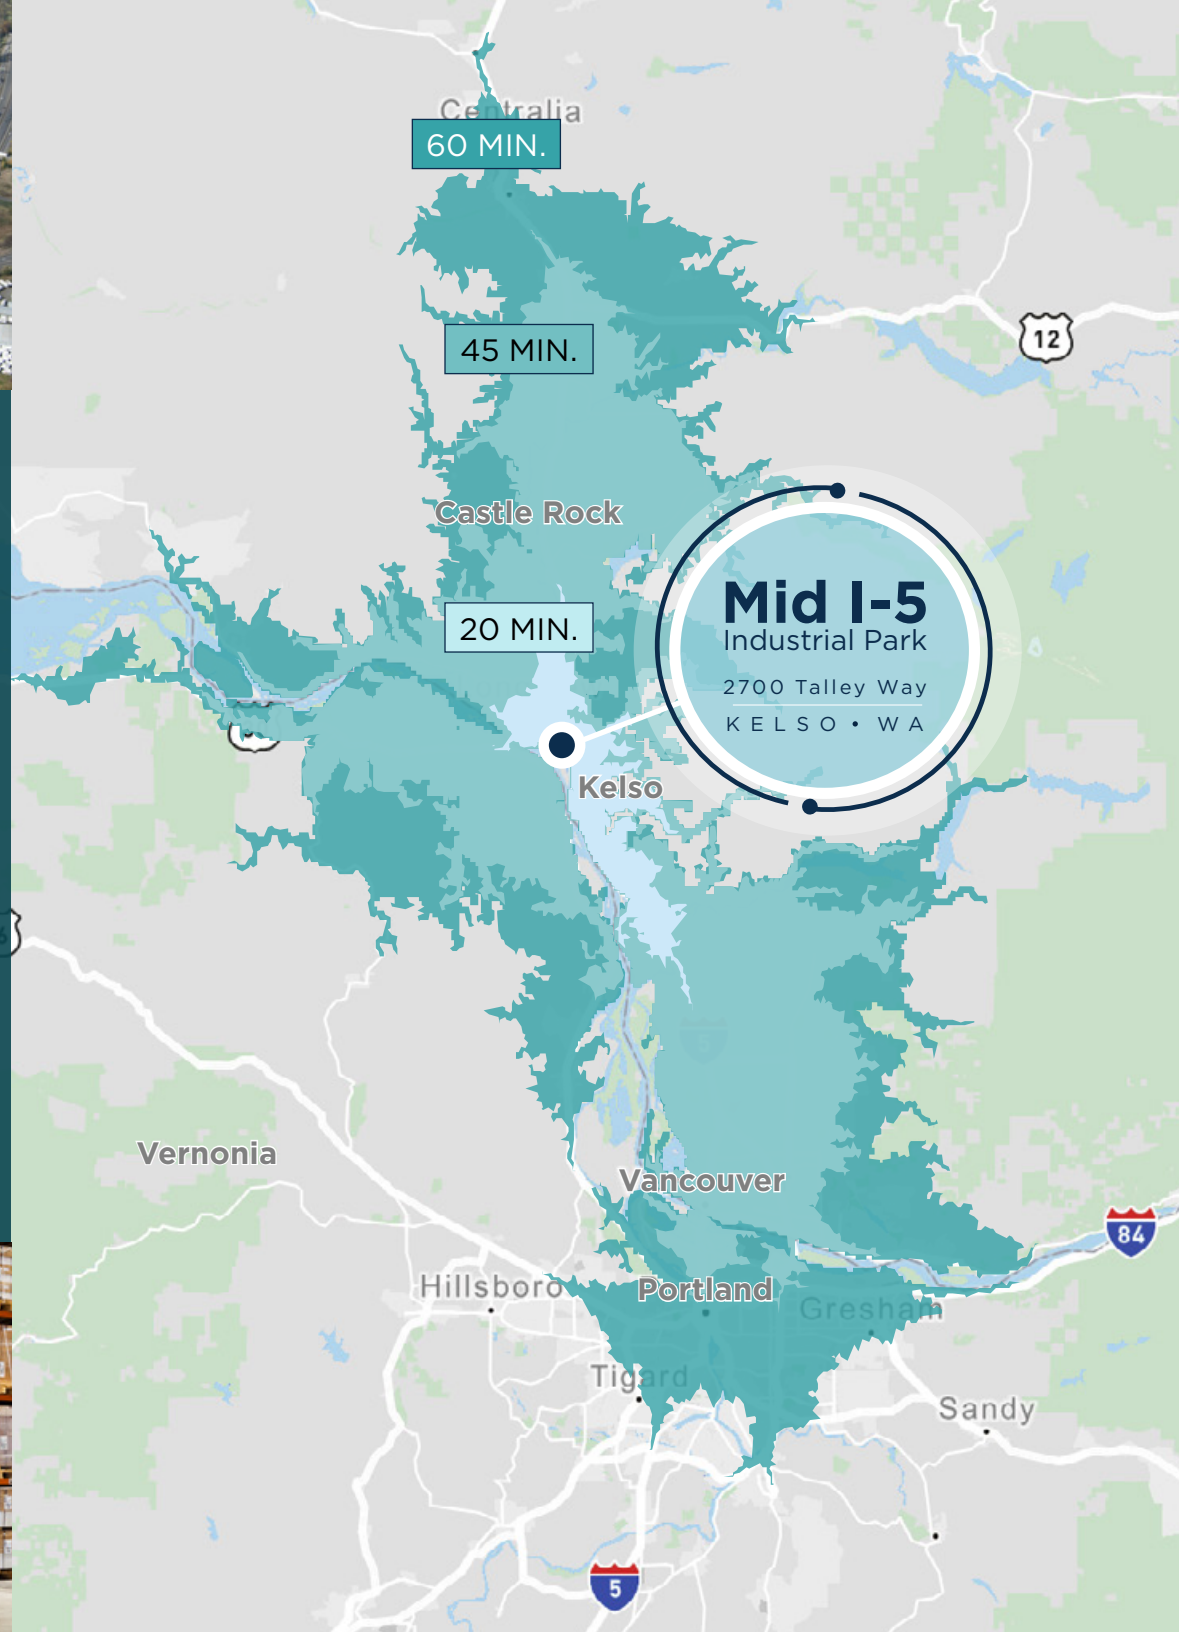 Centralia
60 MIN.
45 MIN.
12
Castle Rock
Mid I-5
Industrial Park
2700 Talley Way
KELSO • WA
20 MIN.
Kelso
5
Vernonia
Vancouver
84
Hillsboro
Portland
Gresham
Tigard
Sandy
5